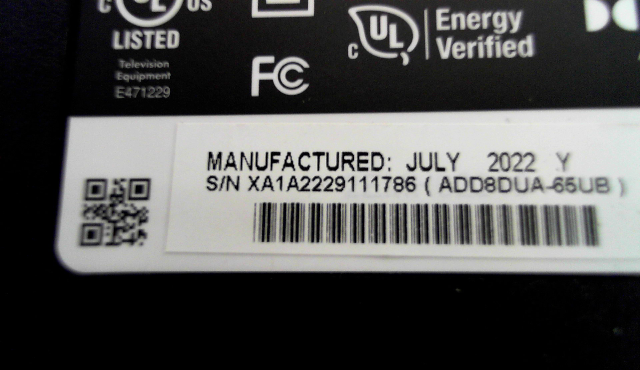 C UL US
LISTED
Television
Equipment
E471229
FC
C UL
Energy
Verified
MANUFACTURED: JULY 2022 Y
S/N XA1A2229111786 ( ADD8DUA-65UB )